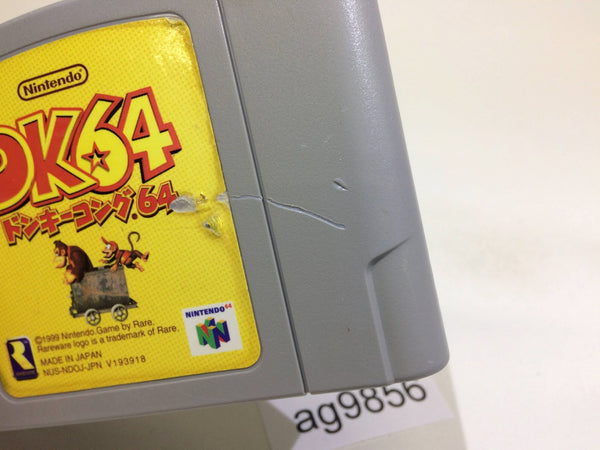 Nintendo
DK64
ドンキーコング64
©1999 Nintendo. Game by Rare.
Rareware logo is a trademark of Rare.
R
MADE IN JAPAN
NUS-NDOJ-JPN V193918
NINTENDO64
N
ag9856